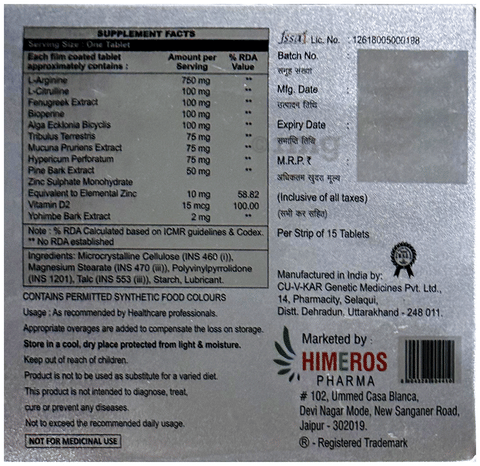 SUPPLEMENT FACTS
Serving Size : One Tablet
Each film coated tablet approximately contains : Amount per Serving % RDA Value
L-Arginine 750 mg **
L-Citrulline 100 mg **
Fenugreek Extract 100 mg **
Bioperine 100 mg **
Alga Ecklonia Bicyclis 100 mg **
Tribulus Terrestris 75 mg **
Mucuna Pruriens Extract 75 mg **
Hypericum Perforatum 75 mg **
Pine Bark Extract 50 mg **
Zinc Sulphate Monohydrate
Equivalent to Elemental Zinc 10 mg 58.82
Vitamin D2 15 mcg 100.00
Yohimbe Bark Extract 2 mg **
Note : % RDA Calculated based on ICMR guidelines & Codex.
** No RDA established
Ingredients: Microcrystalline Cellulose (INS 460 (i)),
Magnesium Stearate (INS 470 (iii)), Polyvinylpyrrolidone
(INS 1201), Talc (INS 553 (iii)), Starch, Lubricant.
CONTAINS PERMITTED SYNTHETIC FOOD COLOURS
Usage : As recommended by Healthcare professionals.
Appropriate overages are added to compensate the loss on storage.
Store in a cool, dry place protected from light & moisture.
Keep out of reach of children.
Product is not to be used as substitute for a varied diet.
This product is not intended to diagnose, treat,
cure or prevent any diseases.
Not to exceed the recommended daily usage.
NOT FOR MEDICINAL USE
fssai Lic. No. : 12618005000198
Batch No. :
समूह संख्या
Mfg. Date :
उत्पादन तिथि
Expiry Date :
समाप्ति तिथि
M.R.P. ₹ :
अधिकतम खुदरा मूल्य
(Inclusive of all taxes)
(सभी कर सहित)
Per Strip of 15 Tablets
Manufactured in India by:
CU-V-KAR Genetic Medicines Pvt. Ltd.,
14, Pharmacity, Selaqui,
Distt. Dehradun, Uttarakhand - 248 011.
Marketed by :
HIMEROS
PHARMA
# 102, Ummed Casa Blanca,
Devi Nagar Mode, New Sanganer Road,
Jaipur - 302019.
® - Registered Trademark